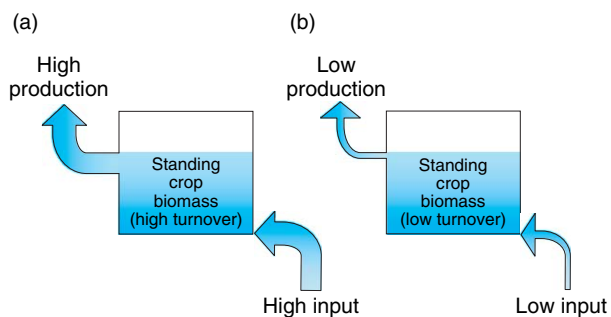 (a)
High
production
Standing
crop
biomass
(high turnover)
High input
(b)
Low
production
Standing
crop
biomass
(low turnover)
Low input